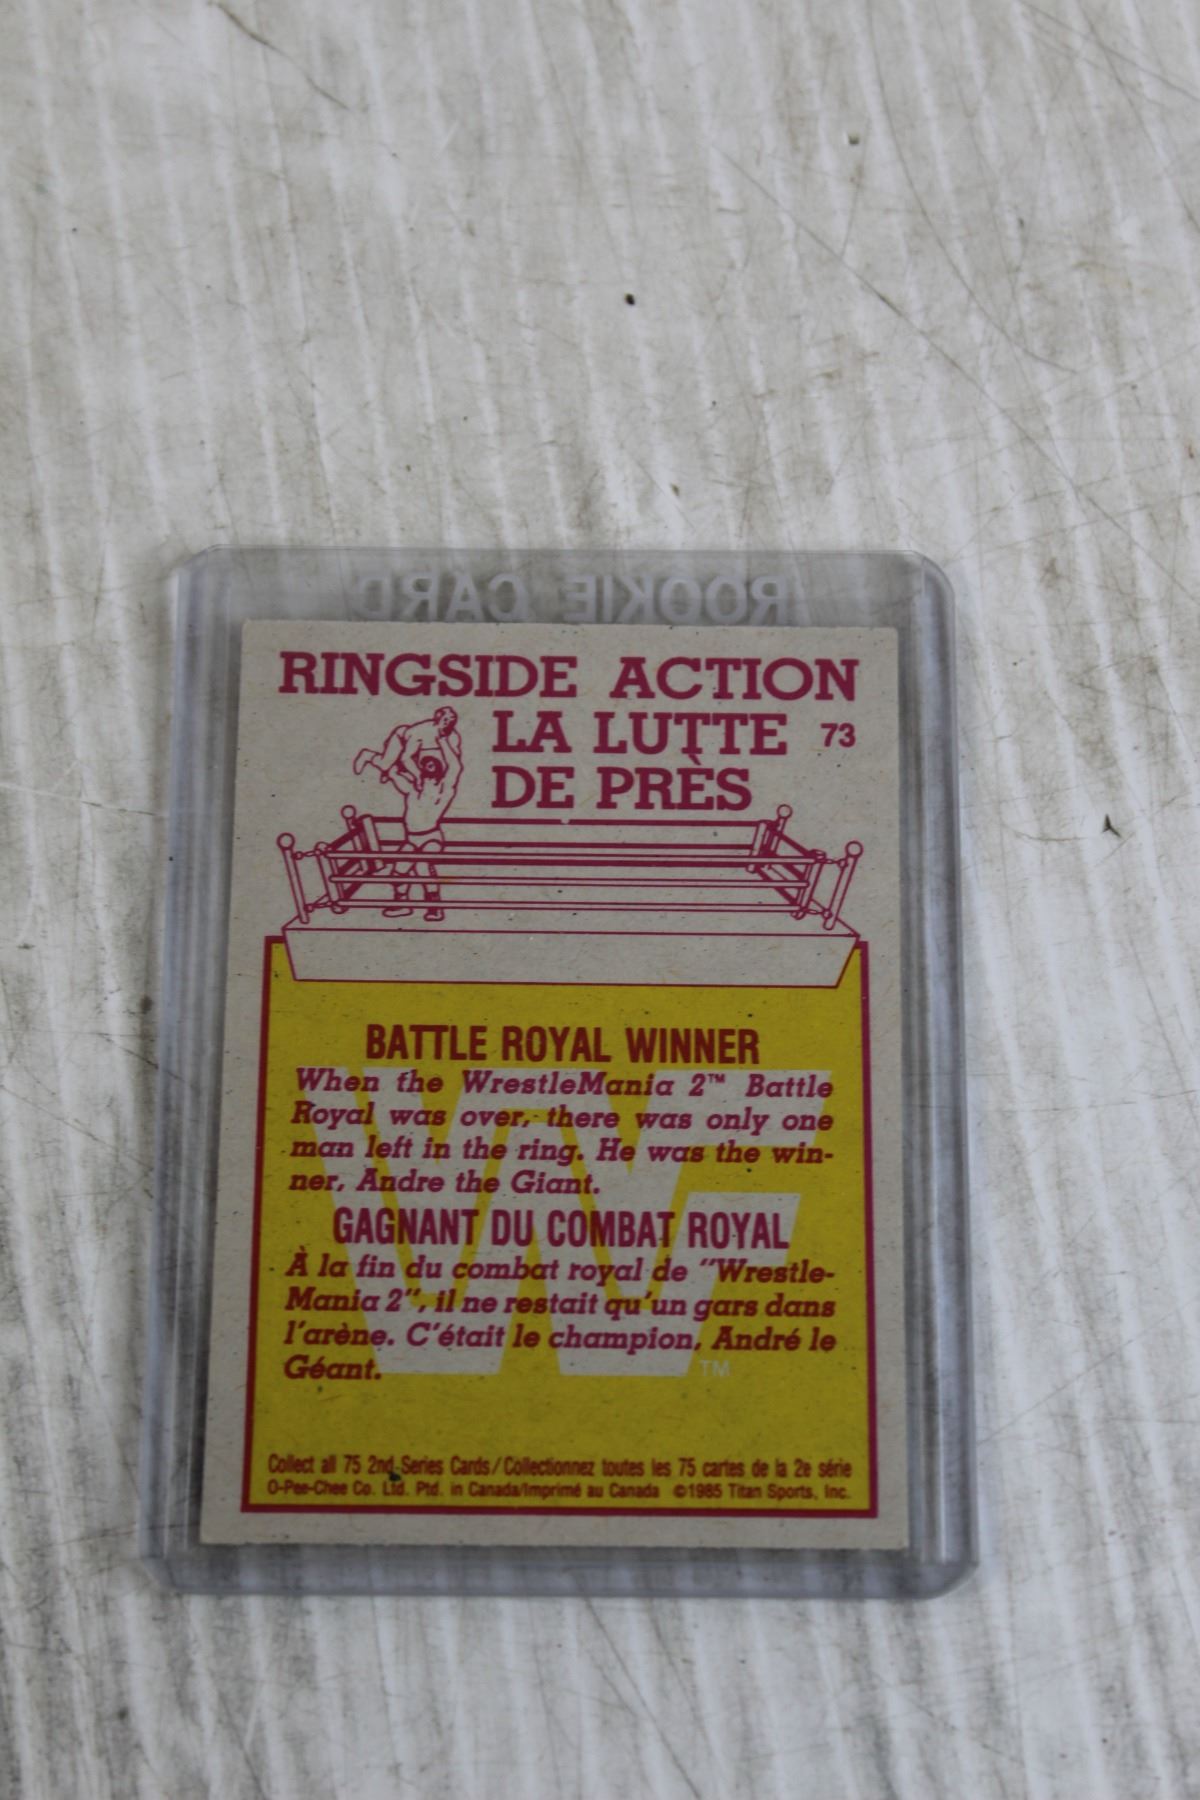 ROOKIE CARD
RINGSIDE ACTION
LA LUTTE 73
DE PRÈS
BATTLE ROYAL WINNER
When the WrestleMania 2™ Battle
Royal was over, there was only one
man left in the ring. He was the win-
ner, Andre the Giant.
GAGNANT DU COMBAT ROYAL
À la fin du combat royal de "Wrestle-
Mania 2", il ne restait qu'un gars dans
l'arène. C'était le champion, André le
Géant.
TM
Collect all 75 2nd Series Cards/Collectionnez toutes les 75 cartes de la 2e série
O-Pee-Chee Co. Ltd. Ptd. in Canada/Imprimé au Canada ©1985 Titan Sports, Inc.